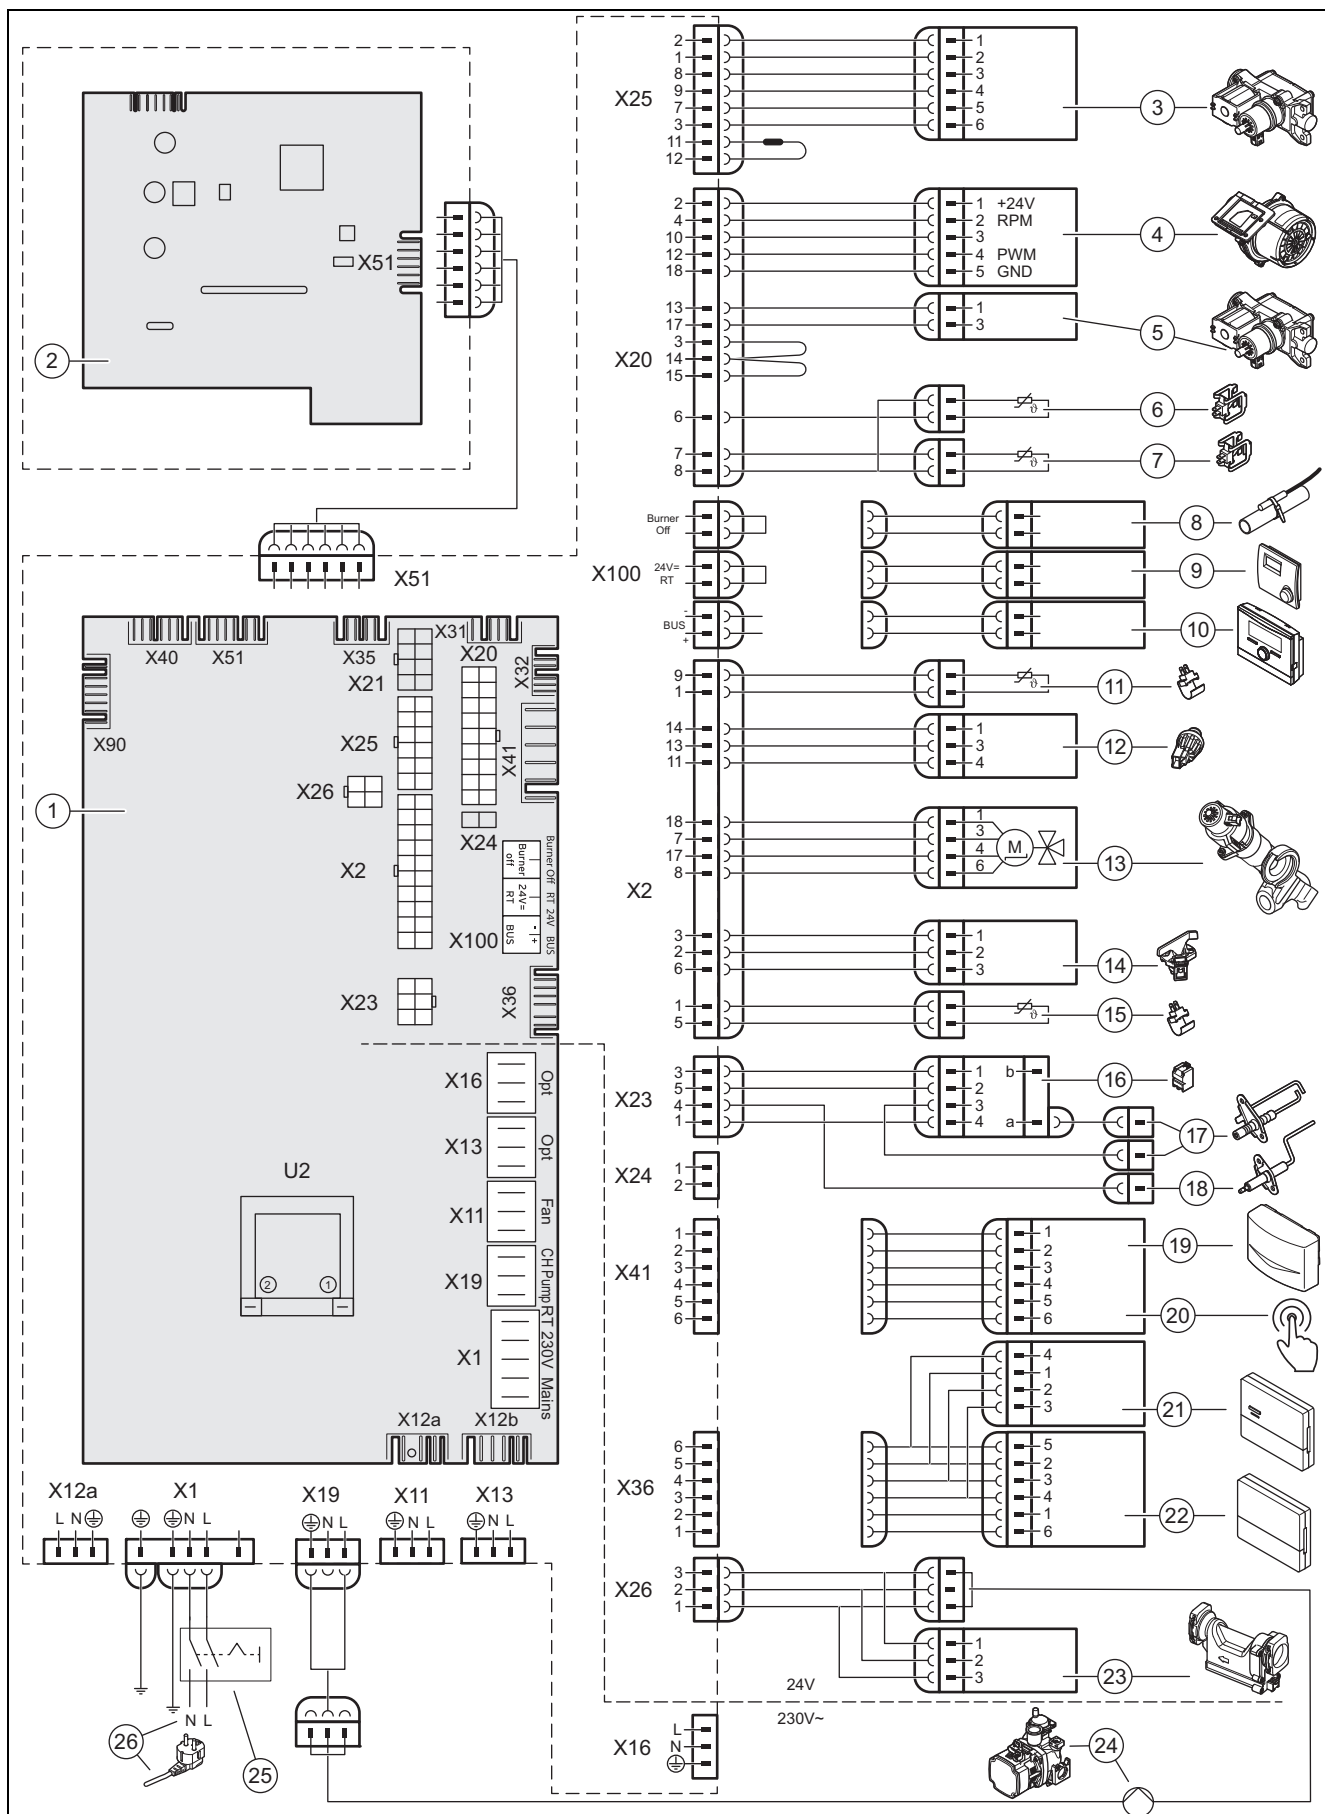 X25
2 1
1 2
8 3
9 4
7 5
3 6
11
12
3
X51
2
X20
2 1 +24V
4 2 RPM
10 3
12 4 PWM
18 5 GND
4
13 1
17 3
5
3
14
15
6
6
7
8
7
ϑ
ϑ
X51
X100
Burner
Off
8
24V=
RT
9
-
BUS
+
10
X40 X51 X35 X31
X21
X20
X32
X90
X25
X41
X26
X24
X2
Burner
off
24V=
RT
BUS
- +
Burner Off RT 24V BUS
X100
X23
X36
1
X16 Opt
X13 Opt
X11 Fan
X19 CH Pump
X1 RT 230V Mains
U2
2 1
X12a X12b
X2
9
1
ϑ
11
14 1
13 3
11 4
12
18 1
7 3
17 4
8 6
M
13
3 1
2 2
6 3
14
1
5
ϑ
15
X23
3 1 b
5 2
4 3
1 4 a
16
17
18
X24
1
2
X41
1 1
2 2
3 3
4 4
5 5
6 6
19
20
4
1
2
3
21
X36
6 5
5 2
4 3
3 4
2 1
1 6
22
X26
3
2
1
1
2
3
23
24V
230V~
X16
L
N
24
X12a X1 X19 X11 X13
L N N L N L N L N L
N L
26
25